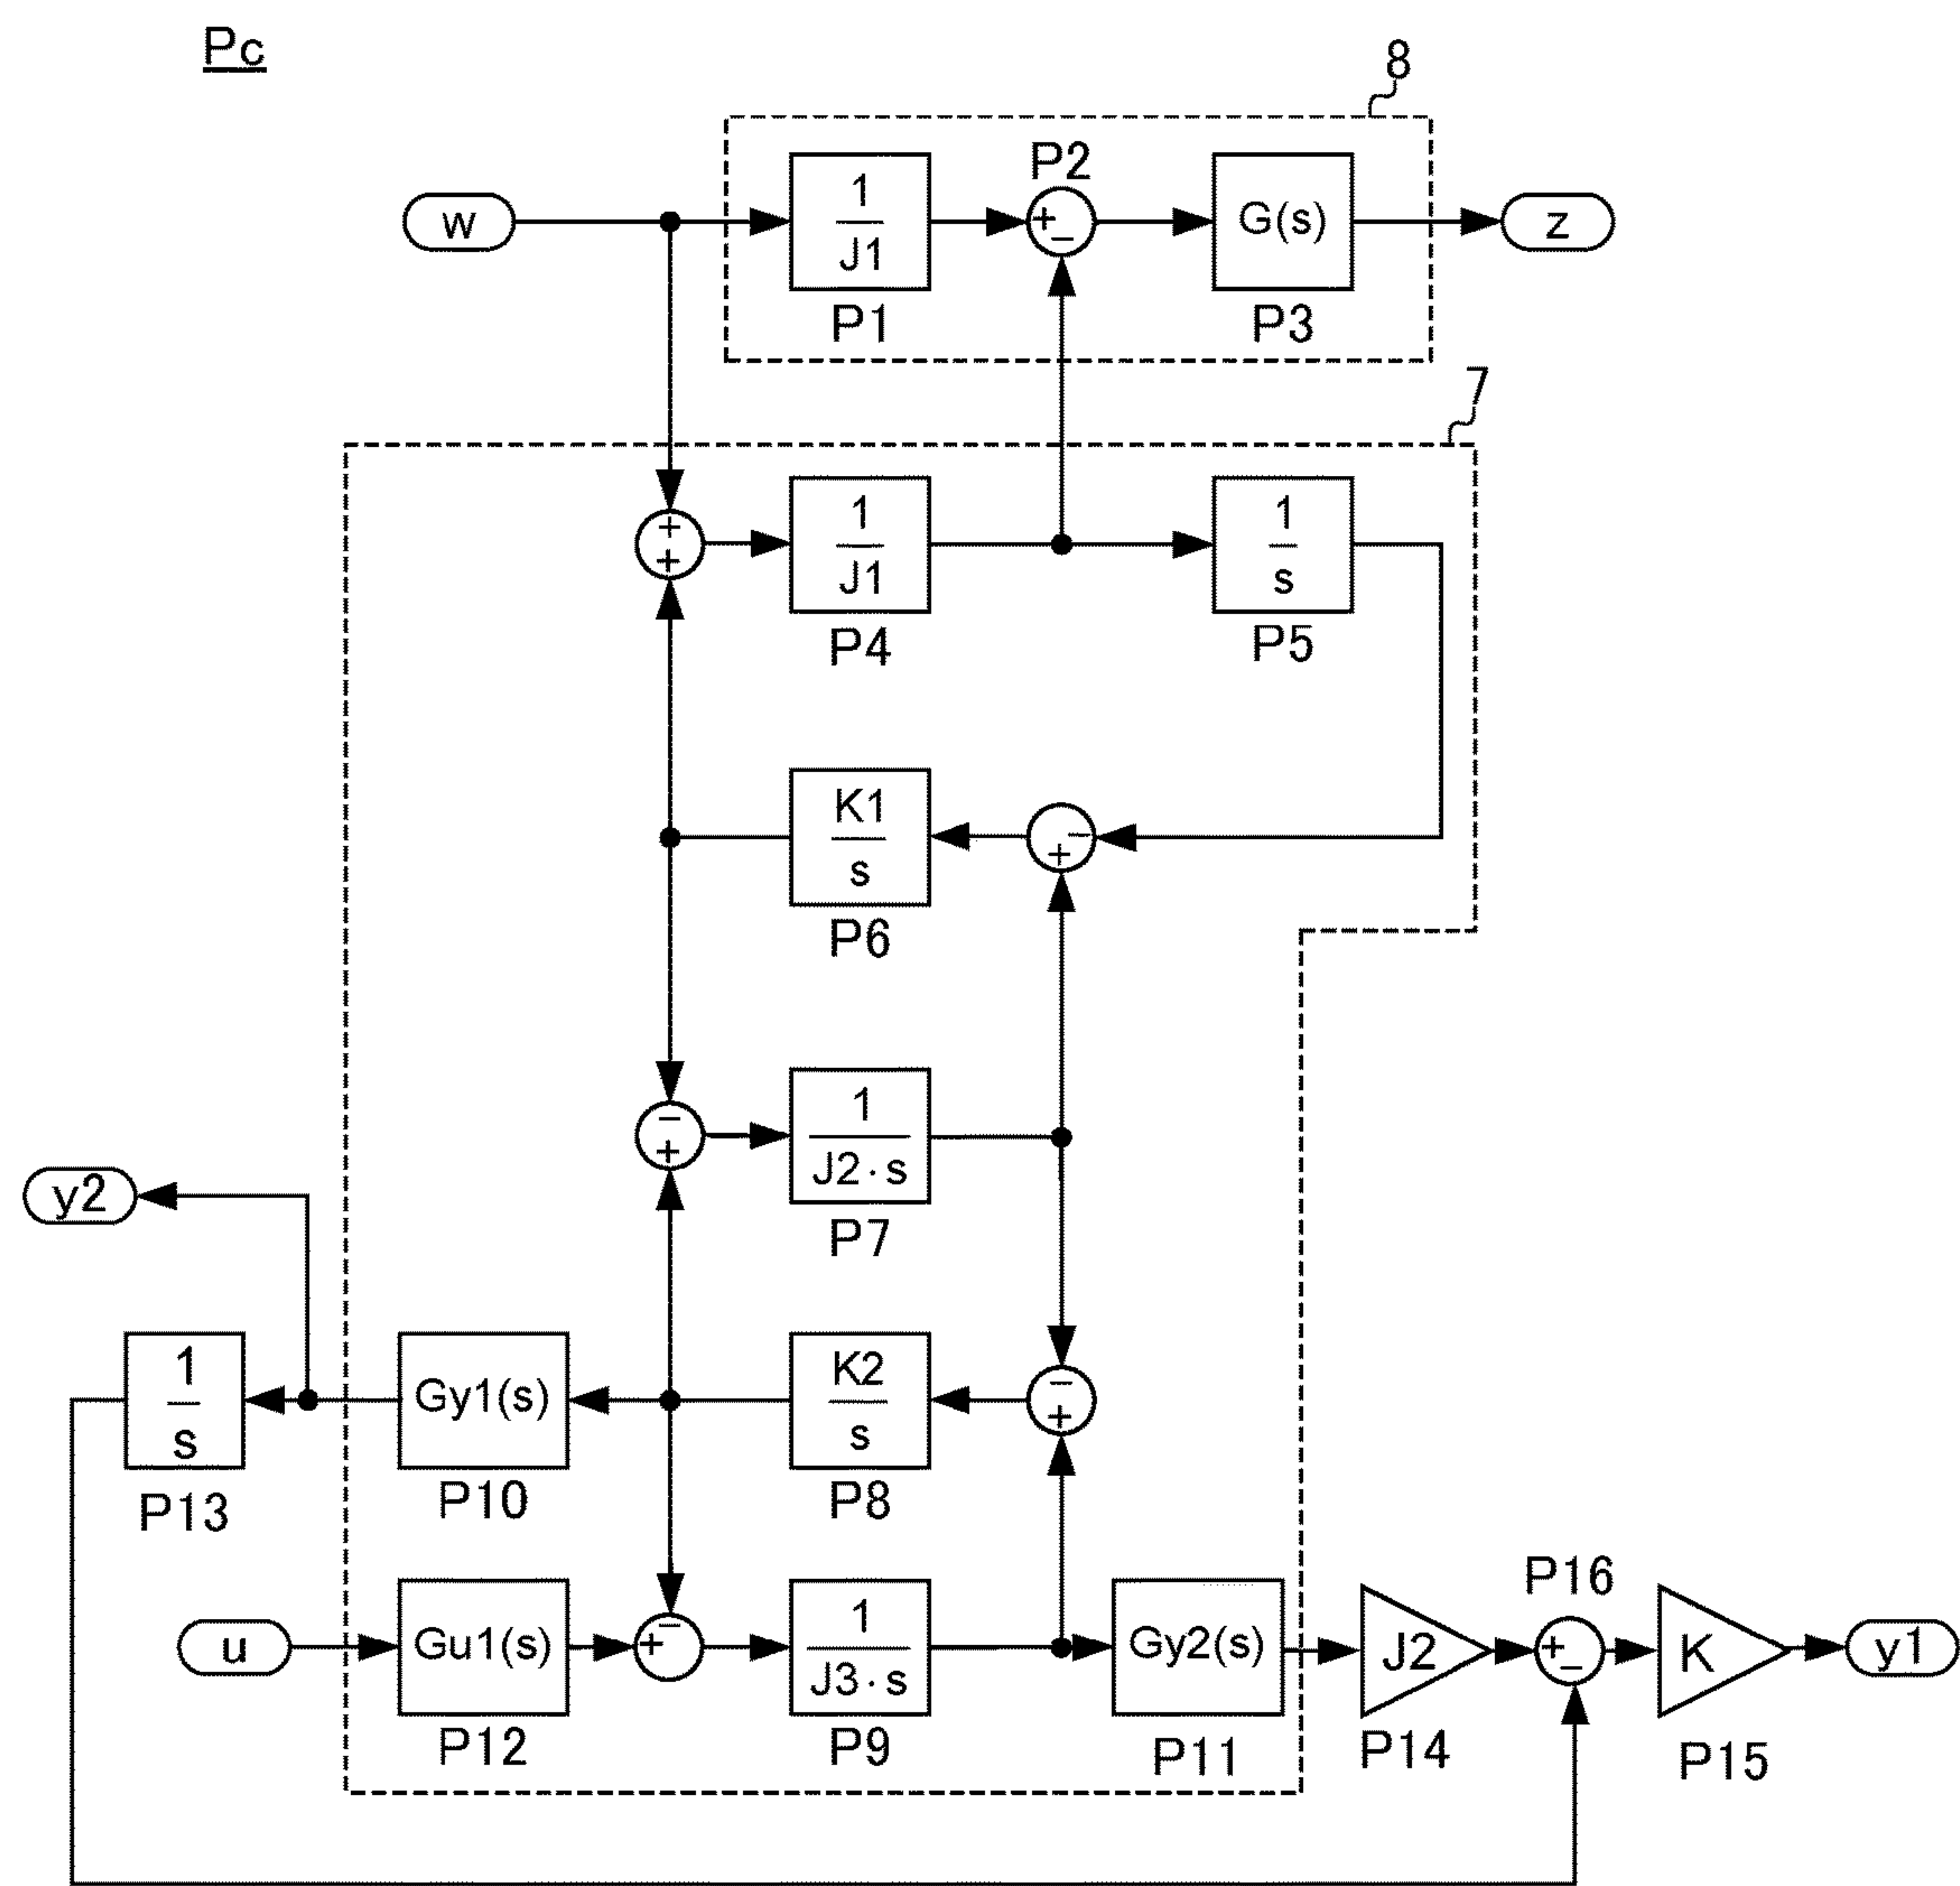 Pc
8
P2
w
1
J1
+
−
G(s)
z
P1
P3
7
+
+
1
J1
1
s
P4
P5
K1
s
−
+
P6
−
+
1
J2·s
y2
P7
1
s
Gy1(s)
K2
s
−
+
P13
P10
P8
P16
u
Gu1(s)
−
+
1
J3·s
Gy2(s)
J2
+
−
K
y1
P12
P9
P11
P14
P15